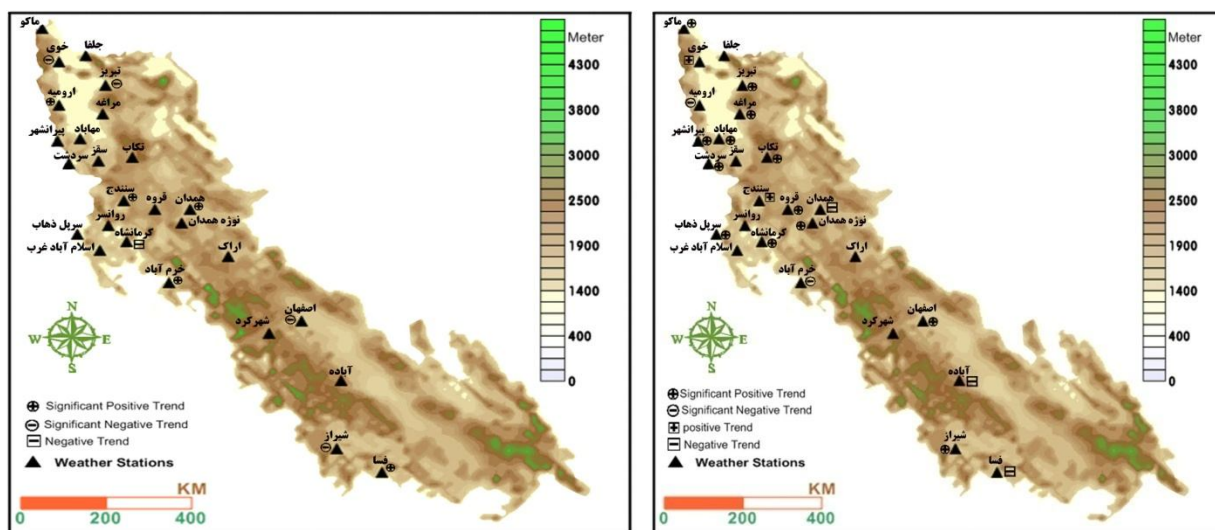 ماکو
خوی
جلفا
تبریز
ارومیه
مراغه
پیرانشهر
مهاباد
سردشت
سقز
تکاب
سنندج
قروه
همدان
روانسر
نوژه همدان
سرپل ذهاب
کرمانشاه
اسلام آباد غرب
اراک
خرم آباد
اصفهان
شهرکرد
آباده
شیراز
فسا
Meter
4300
3800
3000
2500
1900
1400
400
0
N
W
E
S
Significant Positive Trend
Significant Negative Trend
Negative Trend
Weather Stations
KM
0
200
400
ماکو
خوی
جلفا
تبریز
ارومیه
مراغه
پیرانشهر
مهاباد
سردشت
سقز
تکاب
سنندج
قروه
همدان
روانسر
نوژه همدان
سرپل ذهاب
کرمانشاه
اسلام آباد غرب
اراک
خرم آباد
اصفهان
شهرکرد
آباده
شیراز
فسا
Meter
4300
3800
3000
2500
1900
1400
400
0
N
W
E
S
Significant Positive Trend
Significant Negative Trend
positive Trend
Negative Trend
Weather Stations
KM
0
200
400